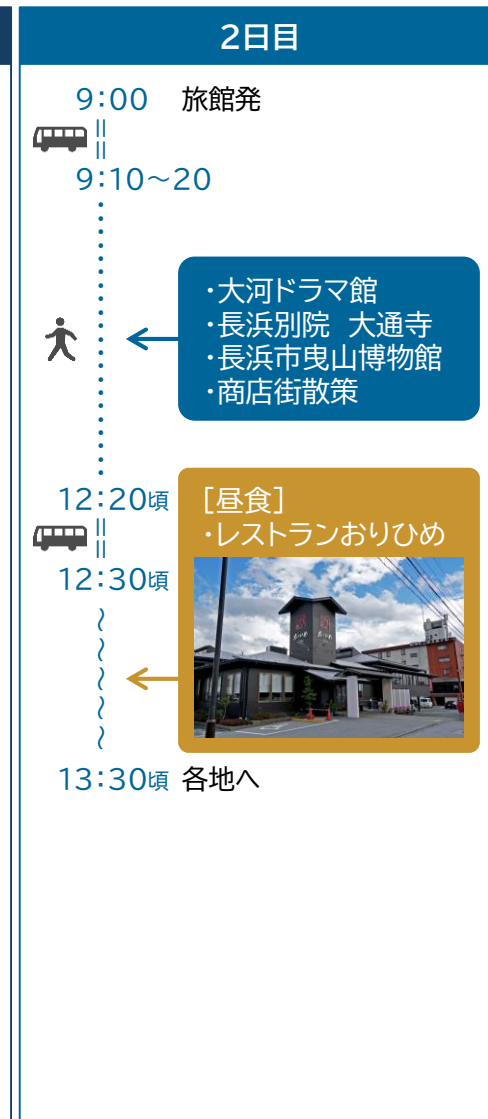 2日目
9:00 旅館発
9:10～20
・大河ドラマ館
・長浜別院 大通寺
・長浜市曳山博物館
・商店街散策
12:20頃
[昼食]
・レストランおりひめ
12:30頃
13:30頃 各地へ